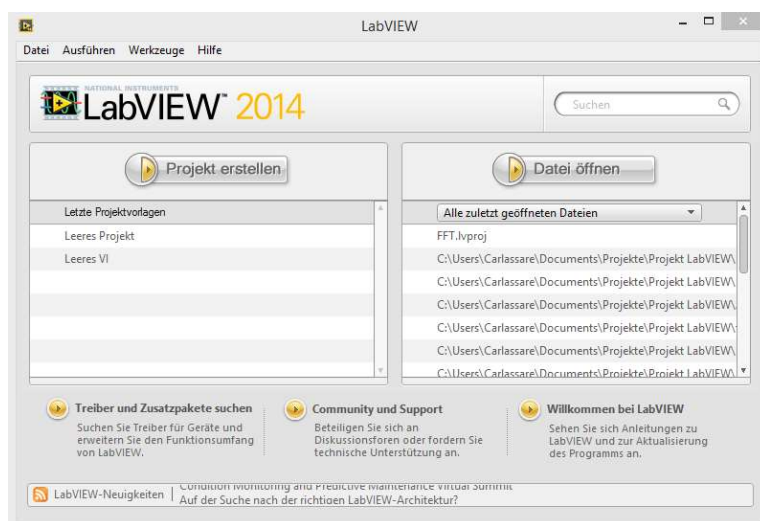 LabVIEW
Datei Ausführen Werkzeuge Hilfe
NATIONAL INSTRUMENTS
LabVIEW™ 2014
Suchen
Projekt erstellen
Letzte Projektvorlagen
Leeres Projekt
Leeres VI
Datei öffnen
Alle zuletzt geöffneten Dateien
FFT.lvproj
C:\Users\Carlassare\Documents\Projekte\Projekt LabVIEW\
C:\Users\Carlassare\Documents\Projekte\Projekt LabVIEW\
C:\Users\Carlassare\Documents\Projekte\Projekt LabVIEW\
C:\Users\Carlassare\Documents\Projekte\Projekt LabVIEW\
C:\Users\Carlassare\Documents\Projekte\Projekt LabVIEW\
C:\Users\Carlassare\Documents\Projekte\Projekt LabVIEW\
Treiber und Zusatzpakete suchen
Suchen Sie Treiber für Geräte und
erweitern Sie den Funktionsumfang
von LabVIEW.
Community und Support
Beteiligen Sie sich an
Diskussionsforen oder fordern Sie
technische Unterstützung an.
Willkommen bei LabVIEW
Sehen Sie sich Anleitungen zu
LabVIEW und zur Aktualisierung
des Programms an.
LabVIEW-Neuigkeiten
Condition Monitoring and Predictive Maintenance Virtual Summit
Auf der Suche nach der richtigen LabVIEW-Architektur?